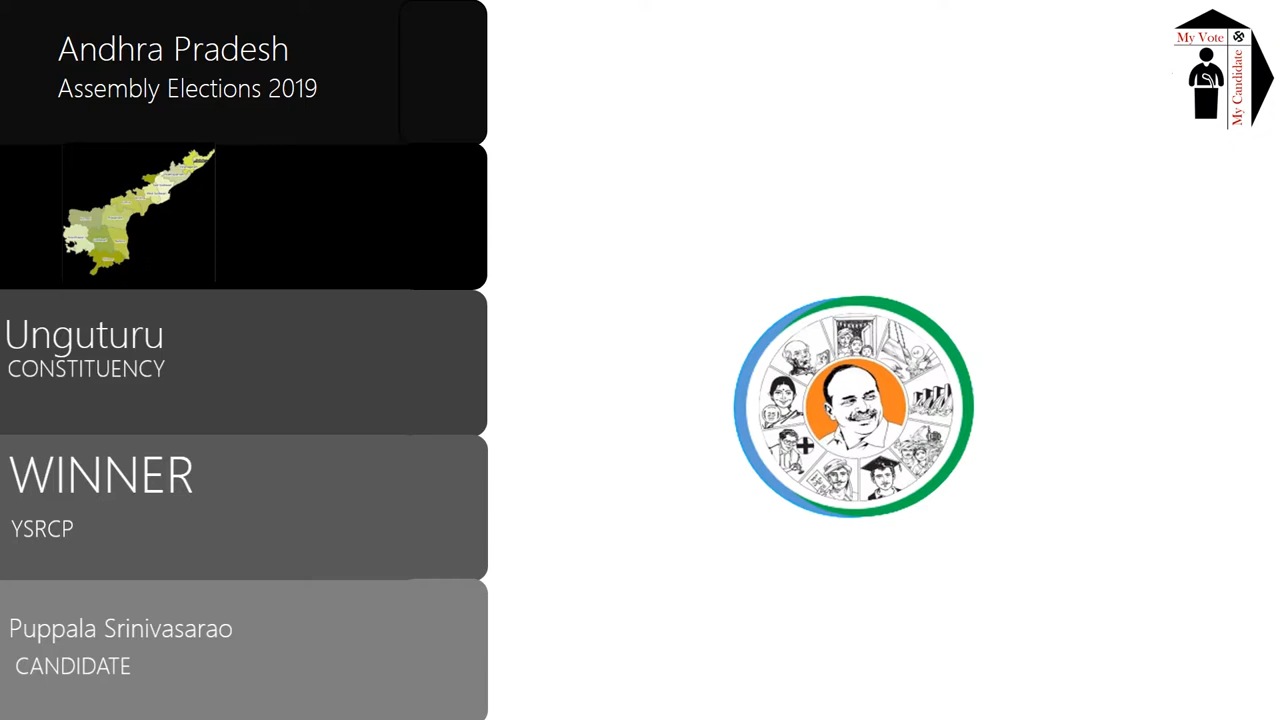 Andhra Pradesh
Assembly Elections 2019
My Vote
My Candidate
Unguturu
CONSTITUENCY
WINNER
YSRCP
Puppala Srinivasarao
CANDIDATE